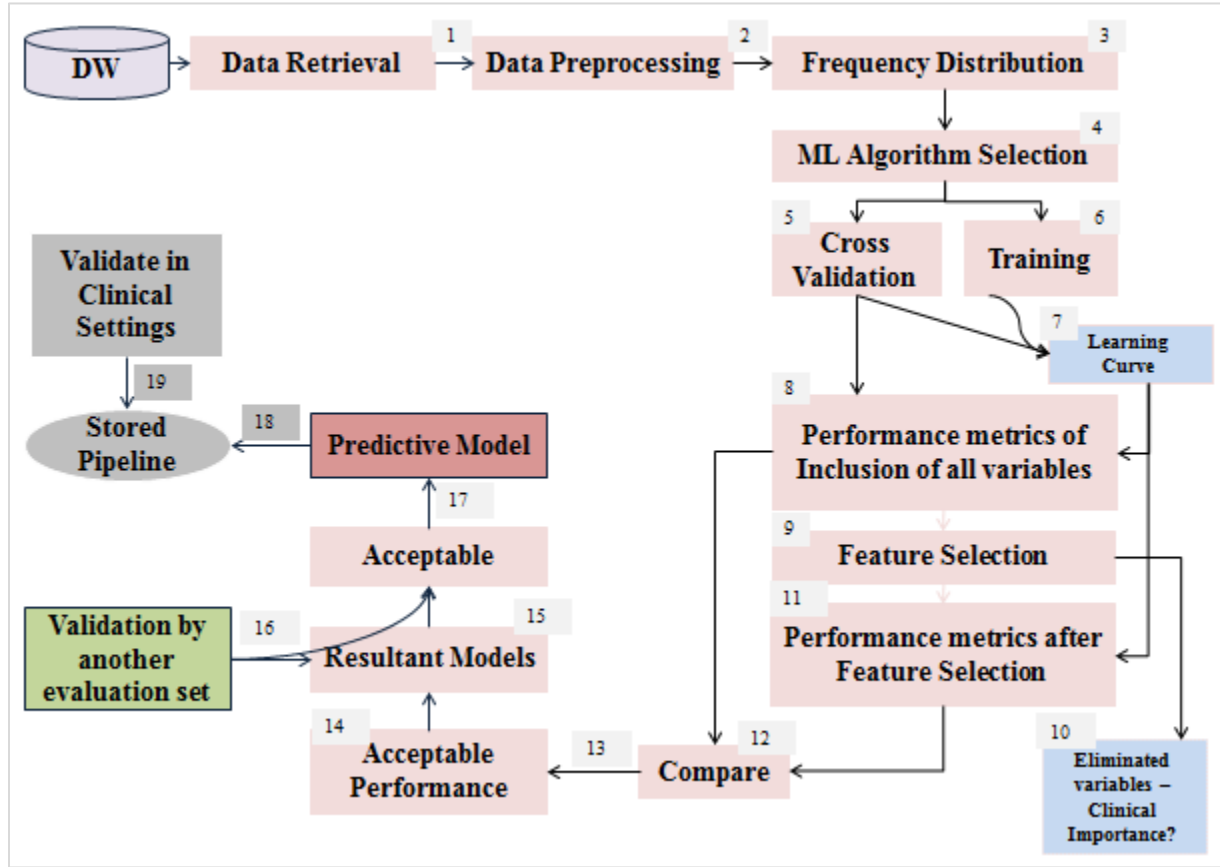 DW
Data Retrieval
1
Data Preprocessing
2
Frequency Distribution
3
4
ML Algorithm Selection
5
Cross
Validation
6
Training
7
Learning
Curve
8
Performance metrics of
Inclusion of all variables
9
Feature Selection
10
Eliminated
variables –
Clinical
Importance?
11
Performance metrics after
Feature Selection
12
Compare
13
14
Acceptable
Performance
15
Resultant Models
16
Validation by
another
evaluation set
Acceptable
17
Predictive Model
18
Stored
Pipeline
19
Validate in
Clinical
Settings